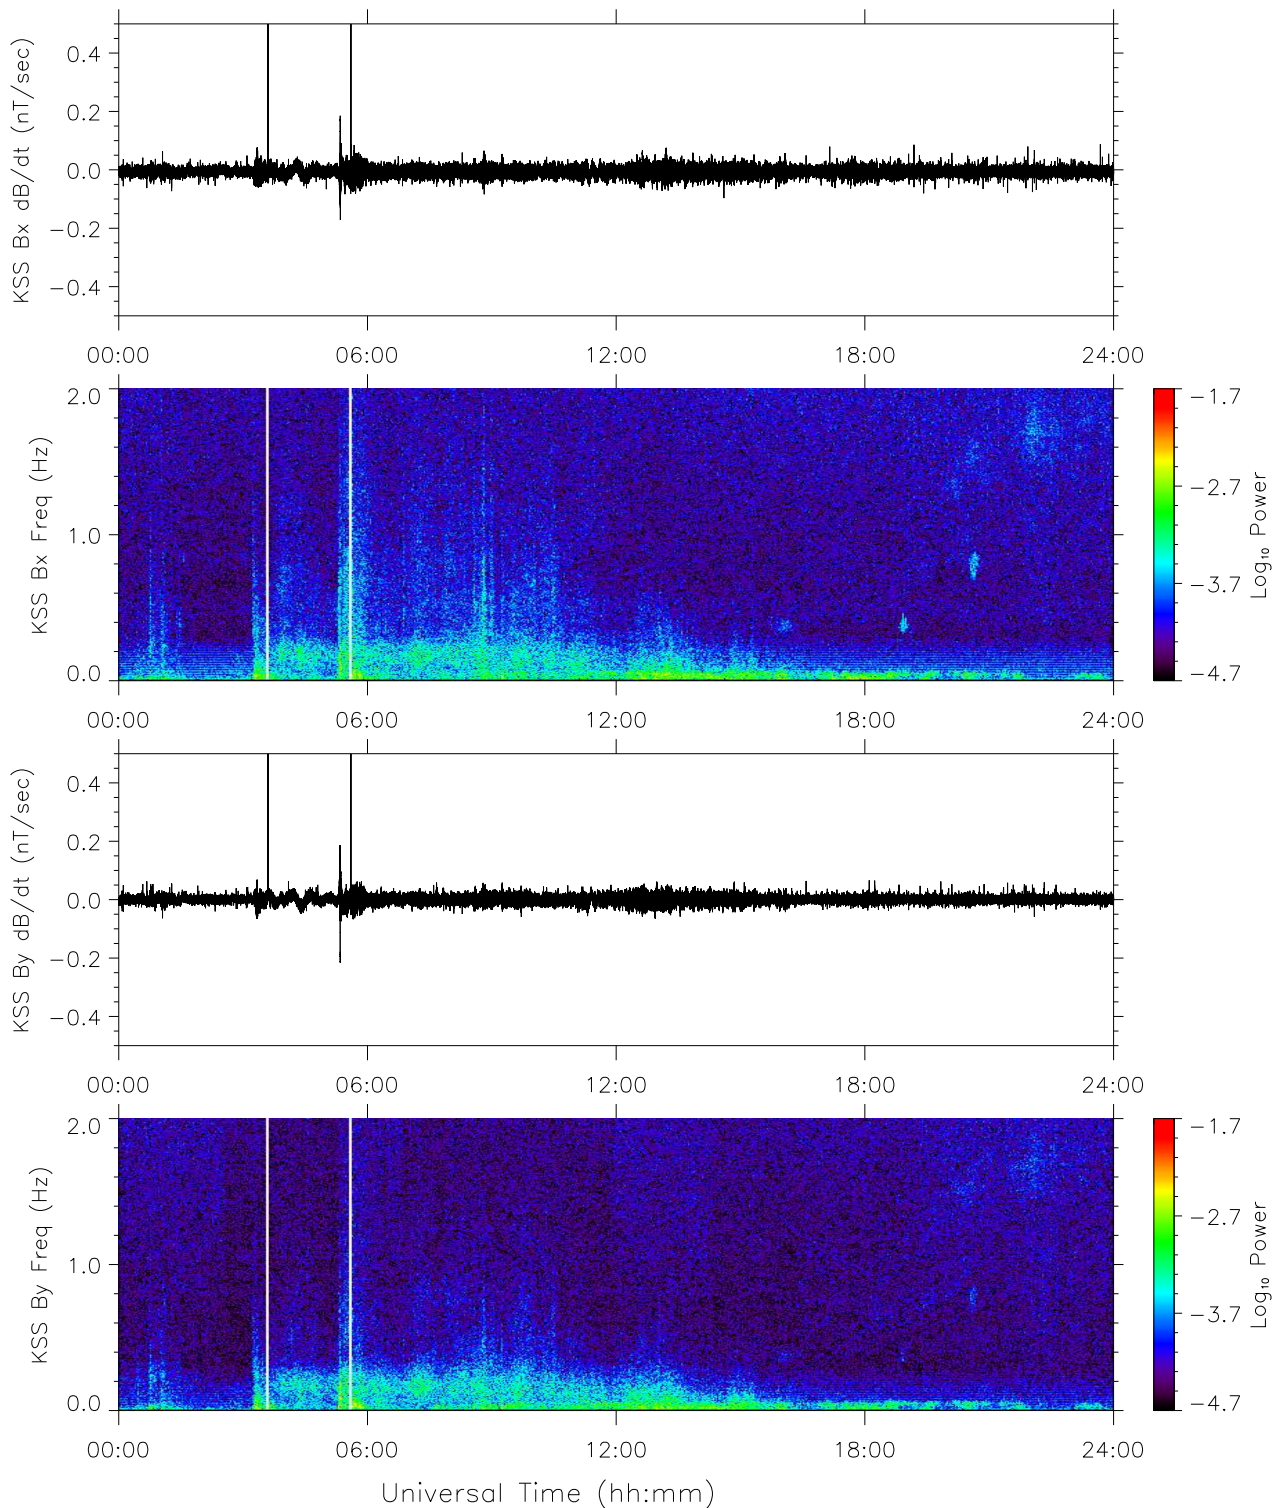 KSS Bx dB/dt (nT/sec)
0.4
0.2
0.0
−0.2
−0.4
00:00 06:00 12:00 18:00 24:00
KSS Bx Freq (Hz)
2.0
1.0
0.0
−1.7
−2.7
−3.7
−4.7
Log10 Power
00:00 06:00 12:00 18:00 24:00
KSS By dB/dt (nT/sec)
0.4
0.2
0.0
−0.2
−0.4
00:00 06:00 12:00 18:00 24:00
KSS By Freq (Hz)
2.0
1.0
0.0
−1.7
−2.7
−3.7
−4.7
Log10 Power
00:00 06:00 12:00 18:00 24:00
Universal Time (hh:mm)